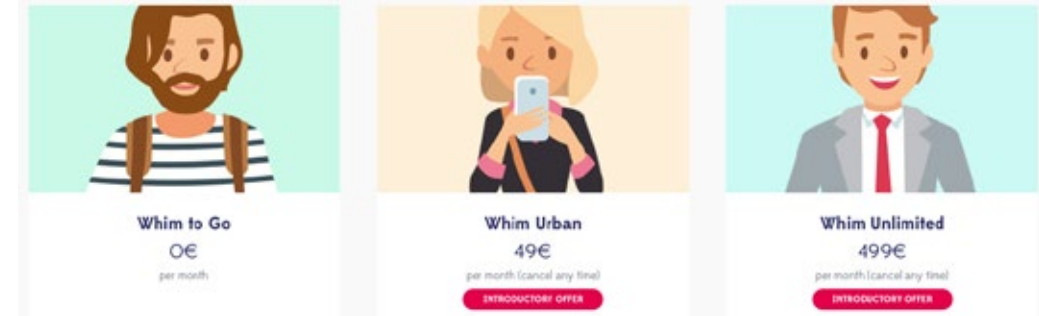 Whim to Go
0€
per month
Whim Urban
49€
per month (cancel any time)
INTRODUCTORY OFFER
Whim Unlimited
499€
per month (cancel any time)
INTRODUCTORY OFFER